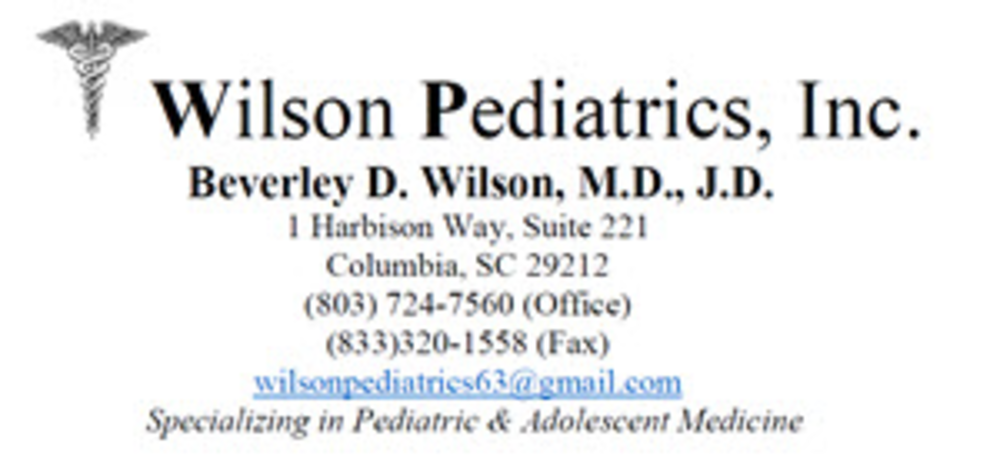 Wilson Pediatrics, Inc.
Beverley D. Wilson, M.D., J.D.
1 Harbison Way, Suite 221
Columbia, SC 29212
(803) 724-7560 (Office)
(833)320-1558 (Fax)
wilsonpediatrics63@gmail.com
Specializing in Pediatric & Adolescent Medicine